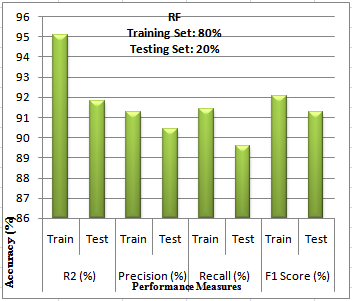 RF
Training Set: 80%
Testing Set: 20%
96
95
94
93
92
91
90
89
88
87
86
Accuracy (%)
Train Test Train Test Train Test Train Test
R2 (%) Precision (%) Recall (%) F1 Score (%)
Performance Measures